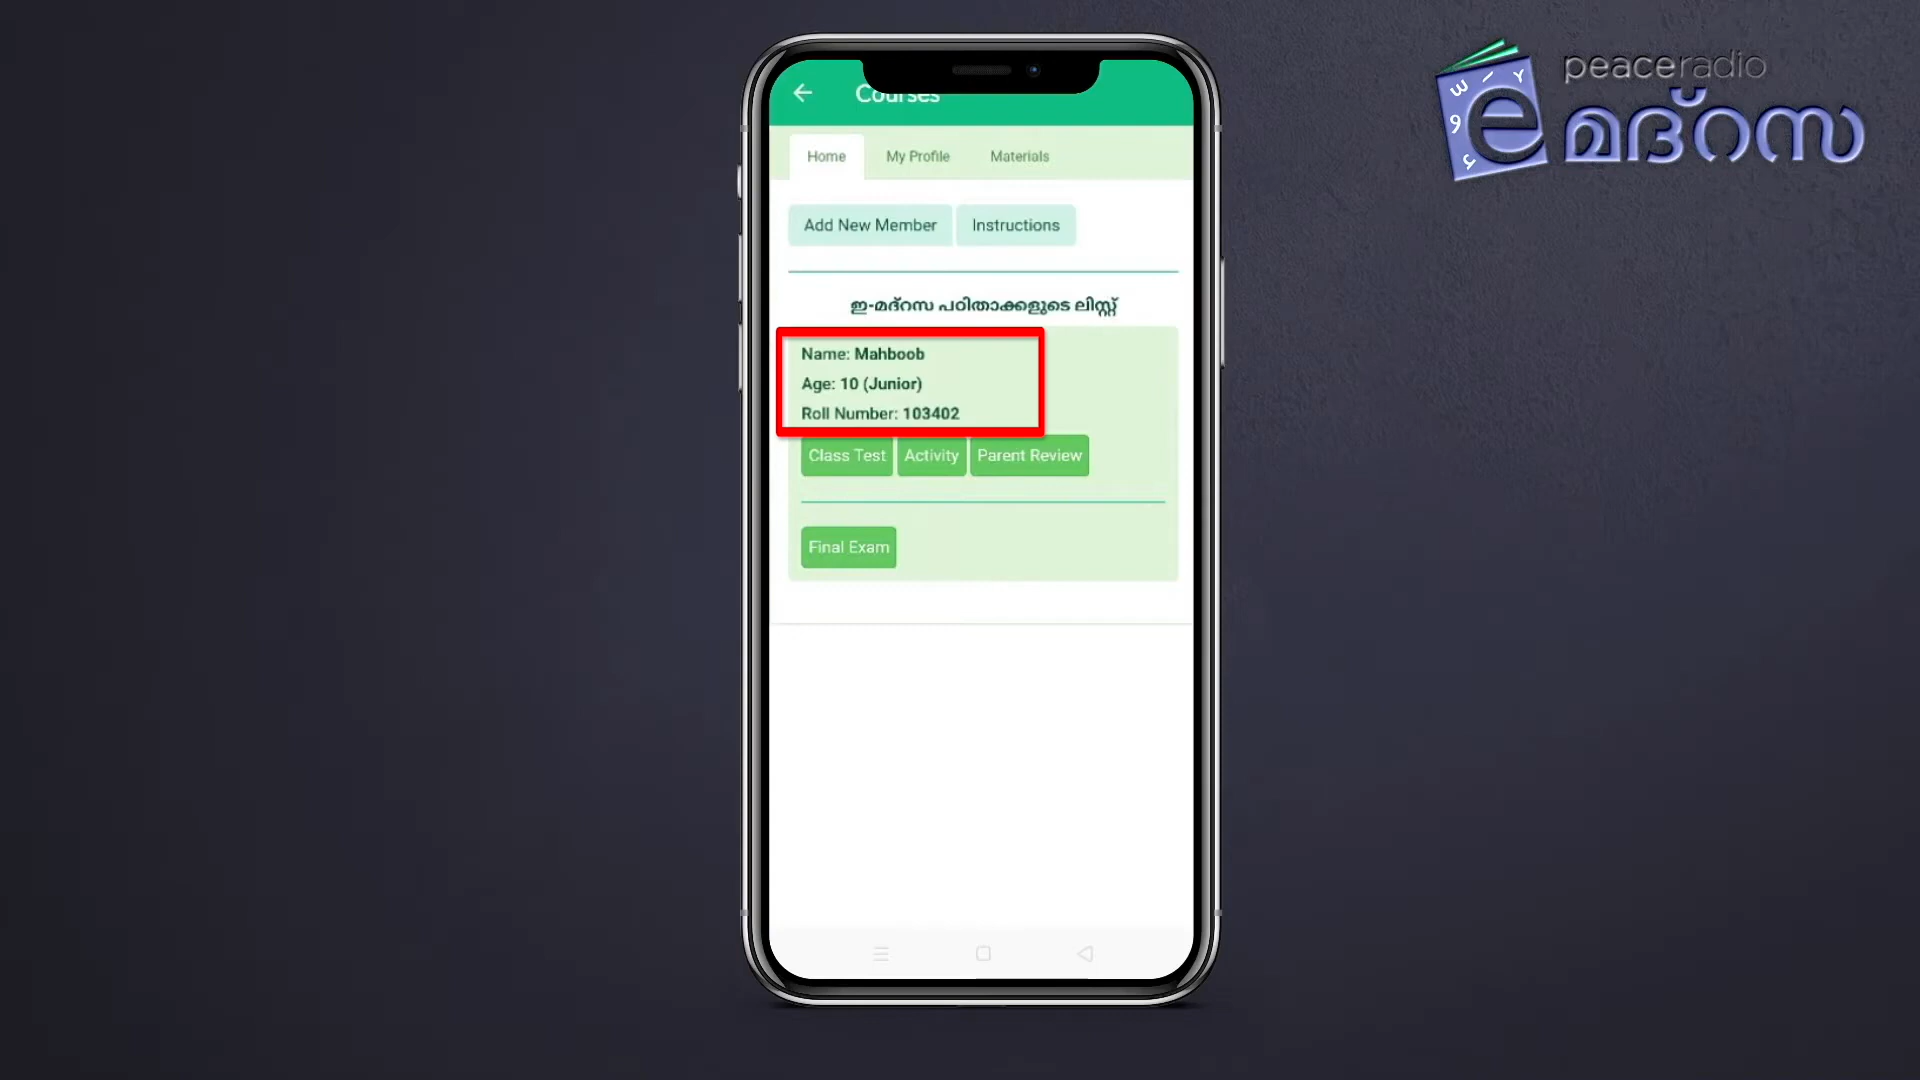 peaceradio
e മദ്റസ
Courses
Home My Profile Materials
Add New Member Instructions
ഇ-മദ്റസ പഠിതാക്കളുടെ ലിസ്റ്റ്
Name: Mahboob
Age: 10 (Junior)
Roll Number: 103402
Class Test Activity Parent Review
Final Exam